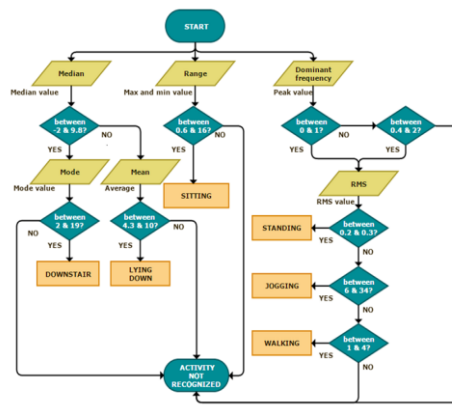 START
Median
Range
Dominant
frequency
Median value
Max and min value
Peak value
between
-2 & 9.8?
NO
between
0.6 & 16?
NO
between
0 & 1?
NO
between
0.4 & 2?
YES
YES
YES
YES
Mode
Mean
RMS
Mode value
Average
RMS value
SITTING
NO
between
2 & 19?
between
4.3 & 10?
NO
STANDING
between
0.2 & 0.3?
YES
YES
YES
NO
DOWNSTAIR
LYING
DOWN
JOGGING
between
6 & 34?
YES
NO
WALKING
between
1 & 4?
YES
NO
ACTIVITY
NOT
RECOGNIZED